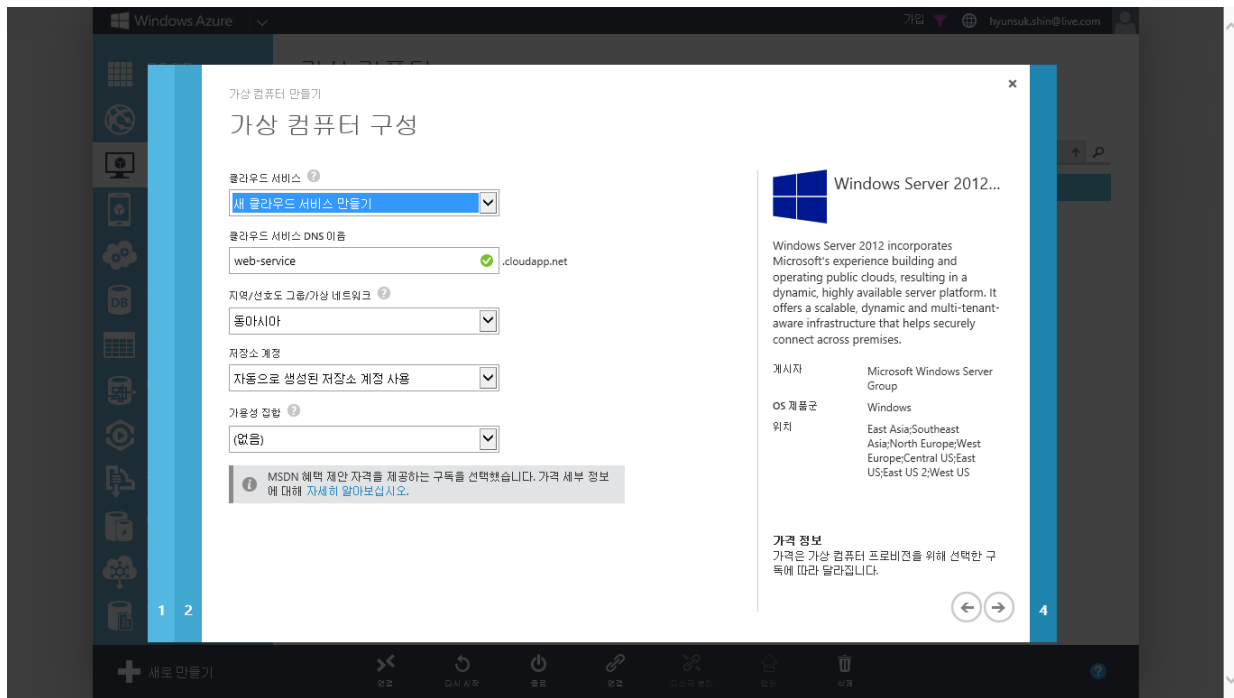 Windows Azure
가입
hyunsuk.shin@live.com
가상 컴퓨터 만들기
가상 컴퓨터 구성
클라우드 서비스
새 클라우드 서비스 만들기
클라우드 서비스 DNS 이름
web-service
.cloudapp.net
지역/선호도 그룹/가상 네트워크
동아시아
저장소 계정
자동으로 생성된 저장소 계정 사용
가용성 집합
(없음)
MSDN 혜택 제안 자격을 제공하는 구독을 선택했습니다. 가격 세부 정보
에 대해 자세히 알아보십시오.
Windows Server 2012...
Windows Server 2012 incorporates
Microsoft's experience building and
operating public clouds, resulting in a
dynamic, highly available server platform. It
offers a scalable, dynamic and multi-tenant-
aware infrastructure that helps securely
connect across premises.
게시자
Microsoft Windows Server
Group
OS 제품군
Windows
위치
East Asia;Southeast
Asia;North Europe;West
Europe;Central US;East
US;East US 2;West US
가격 정보
가격은 가상 컴퓨터 프로비전을 위해 선택한 구
독에 따라 달라집니다.
1 2
4
DB
새로 만들기
연결
다시 시작
종료
연결
삭제